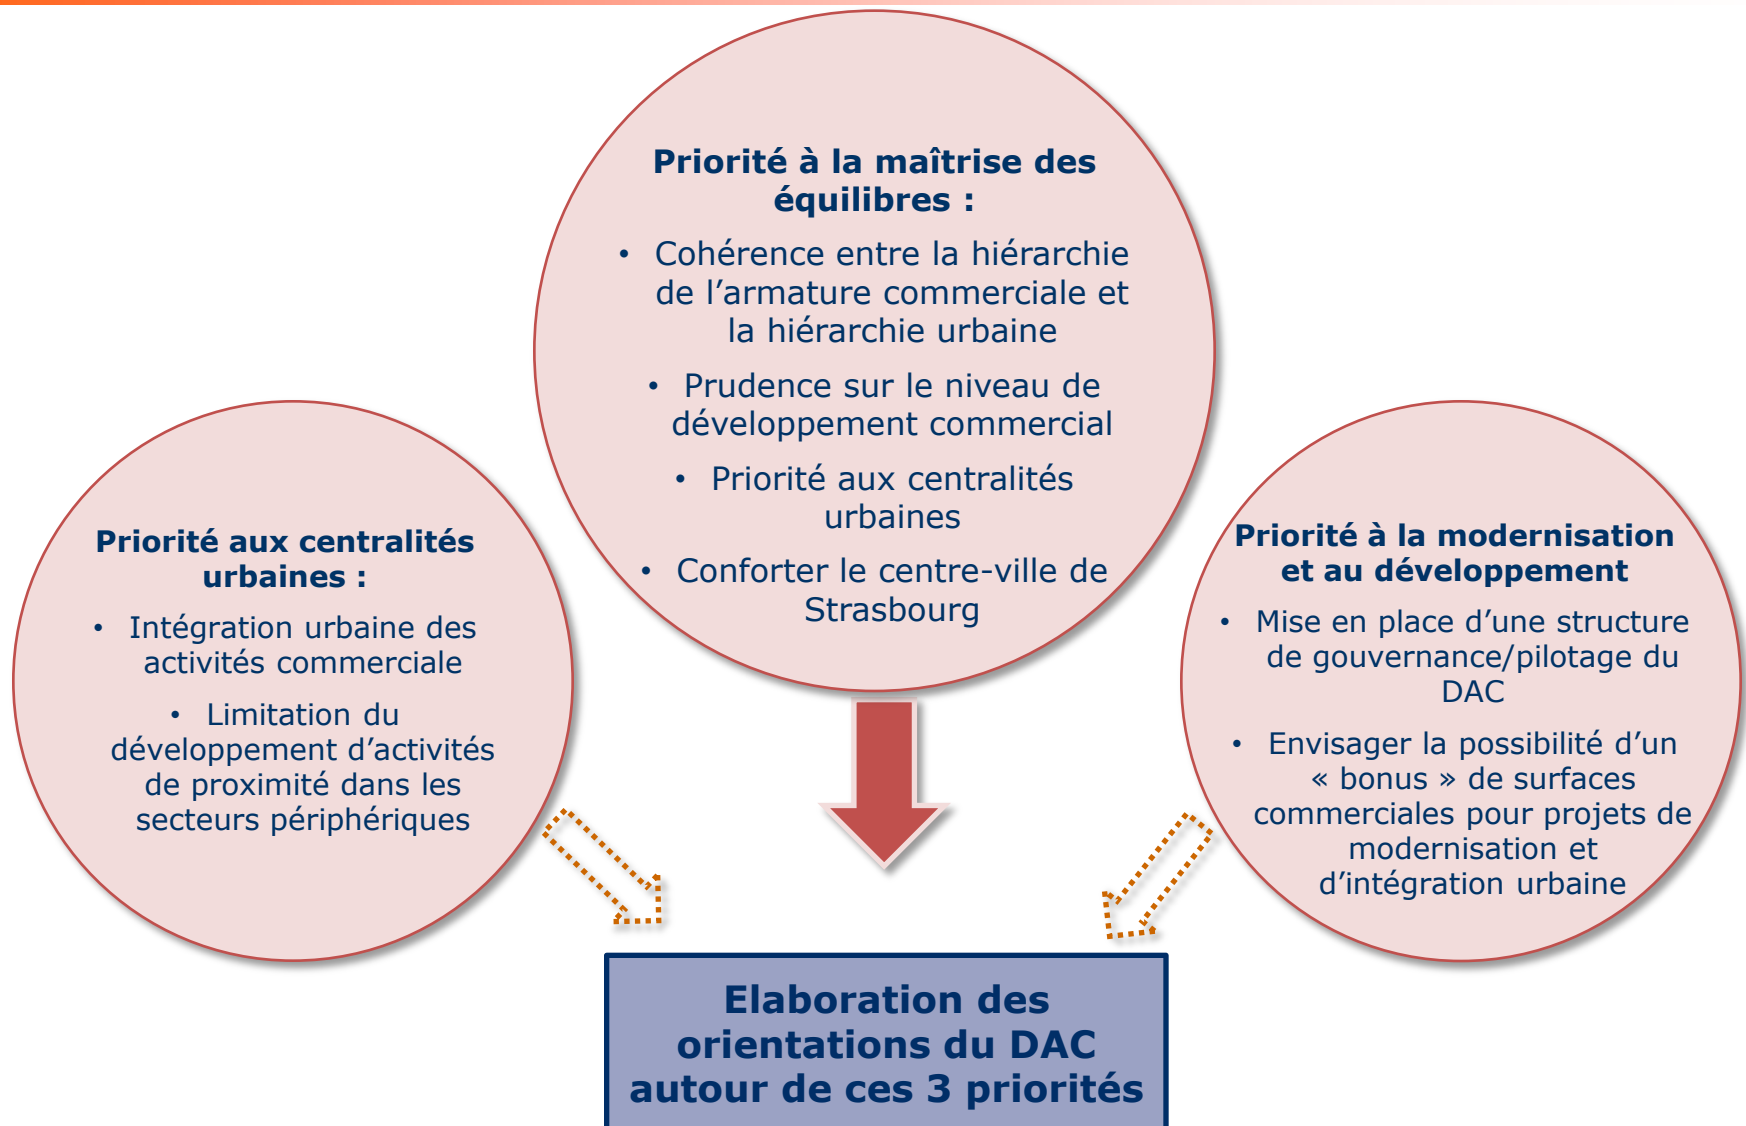 Priorité à la maîtrise des
équilibres :
• Cohérence entre la hiérarchie
de l’armature commerciale et
la hiérarchie urbaine
• Prudence sur le niveau de
développement commercial
• Priorité aux centralités
urbaines
• Conforter le centre-ville de
Strasbourg
Priorité aux centralités
urbaines :
• Intégration urbaine des
activités commerciale
• Limitation du
développement d’activités
de proximité dans les
secteurs périphériques
Priorité à la modernisation
et au développement
• Mise en place d’une structure
de gouvernance/pilotage du
DAC
• Envisager la possibilité d’un
« bonus » de surfaces
commerciales pour projets de
modernisation et
d’intégration urbaine
Elaboration des
orientations du DAC
autour de ces 3 priorités